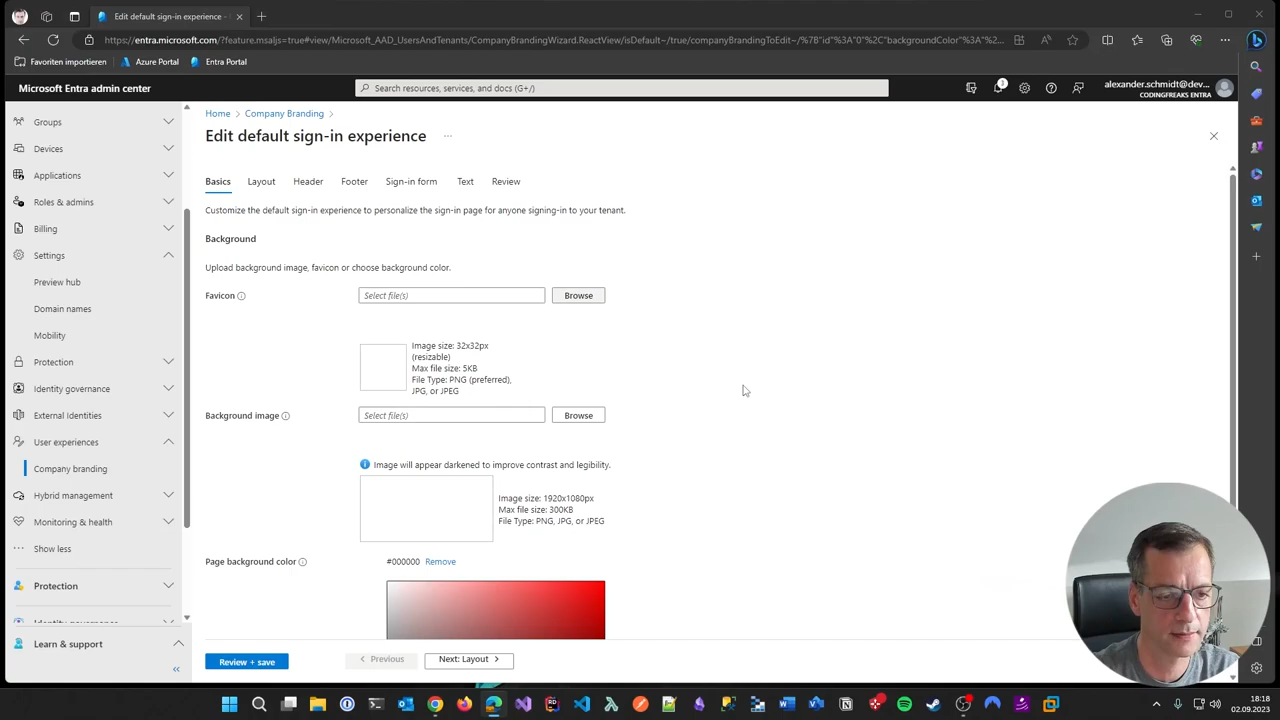 Edit default sign-in experience -
https://entra.microsoft.com/?feature.msaljs=true#view/Microsoft_AAD_UsersAndTenants/CompanyBrandingWizard.ReactView/isDefault~/true/companyBrandingToEdit~/%7B"id"%3A"0"%2C"backgroundColor"%3A"%2...
Favoriten importieren
Azure Portal
Entra Portal
Microsoft Entra admin center
Search resources, services, and docs (G+/)
3
alexander.schmidt@dev...
CODINGFREAKS ENTRA
Groups
Devices
Applications
Roles & admins
Billing
Settings
Preview hub
Domain names
Mobility
Protection
Identity governance
External Identities
User experiences
Company branding
Hybrid management
Monitoring & health
Show less
Protection
Identity governance
Learn & support
Home > Company Branding >
Edit default sign-in experience ...
Basics Layout Header Footer Sign-in form Text Review
Customize the default sign-in experience to personalize the sign-in page for anyone signing-in to your tenant.
Background
Upload background image, favicon or choose background color.
Favicon
Select file(s)
Browse
Image size: 32x32px
(resizable)
Max file size: 5KB
File Type: PNG (preferred),
JPG, or JPEG
Background image
Select file(s)
Browse
Image will appear darkened to improve contrast and legibility.
Image size: 1920x1080px
Max file size: 300KB
File Type: PNG, JPG, or JPEG
Page background color
#000000 Remove
Review + save
< Previous
Next: Layout >
18:18
02.09.2023